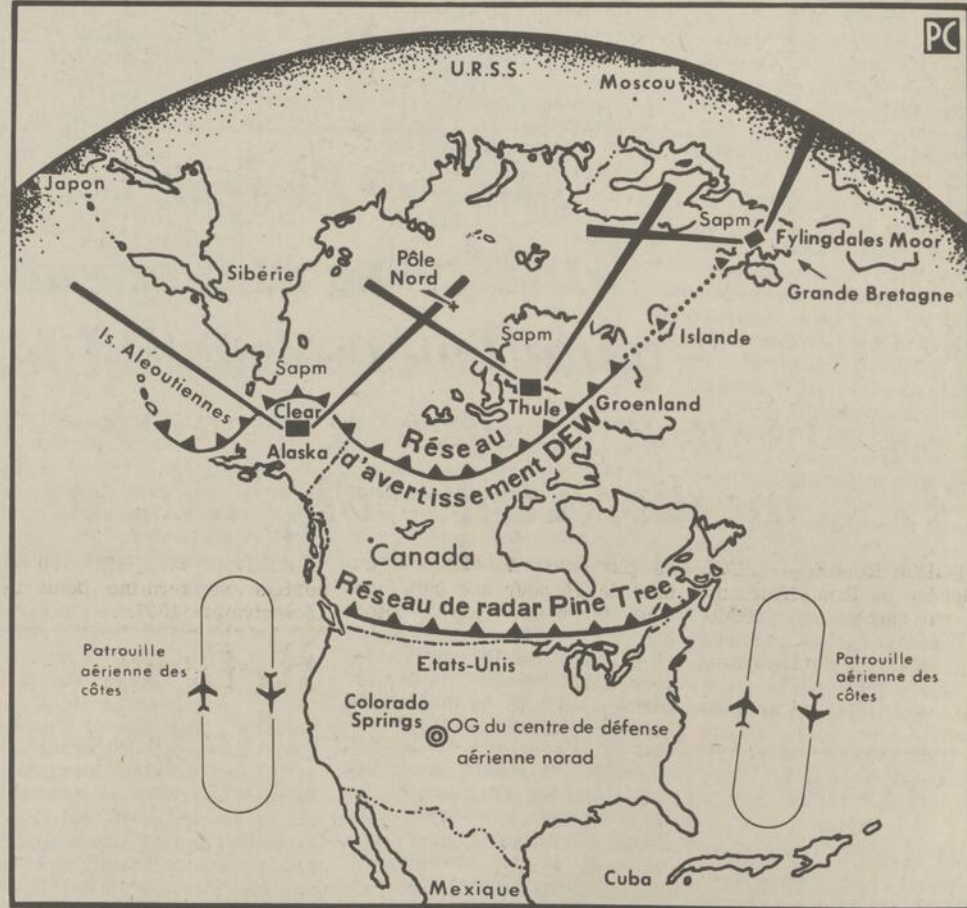 PC
U.R.S.S.
Moscou
Japon
Sapm
Fylingdales Moor
Sibérie
Pôle
Nord
Grande Bretagne
Islande
Is. Aléoutiennes
Sapm
Sapm
Clear
Thule
Groenland
Alaska
Réseau
d'avertissement DEW
Canada
Réseau de radar Pine Tree
Patrouille
aérienne des
côtes
Etats-Unis
Patrouille
aérienne des
côtes
Colorado
Springs
OG du centre de défense
aérienne norad
Mexique
Cuba